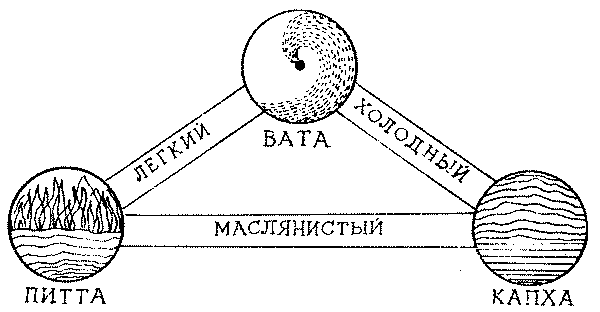 ВАТА
ЛЕГКИЙ
ХОЛОДНЫЙ
МАСЛЯНИСТЫЙ
ПИТТА
КАПХА